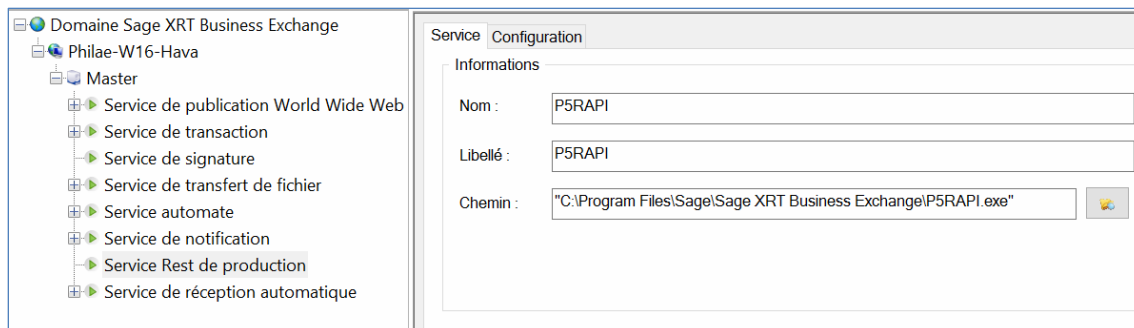 Domaine Sage XRT Business Exchange
Philae-W16-Hava
Master
Service de publication World Wide Web
Service de transaction
Service de signature
Service de transfert de fichier
Service automate
Service de notification
Service Rest de production
Service de réception automatique
Service Configuration
Informations
Nom : P5RAPI
Libellé : P5RAPI
Chemin : "C:\Program Files\Sage\Sage XRT Business Exchange\P5RAPI.exe"